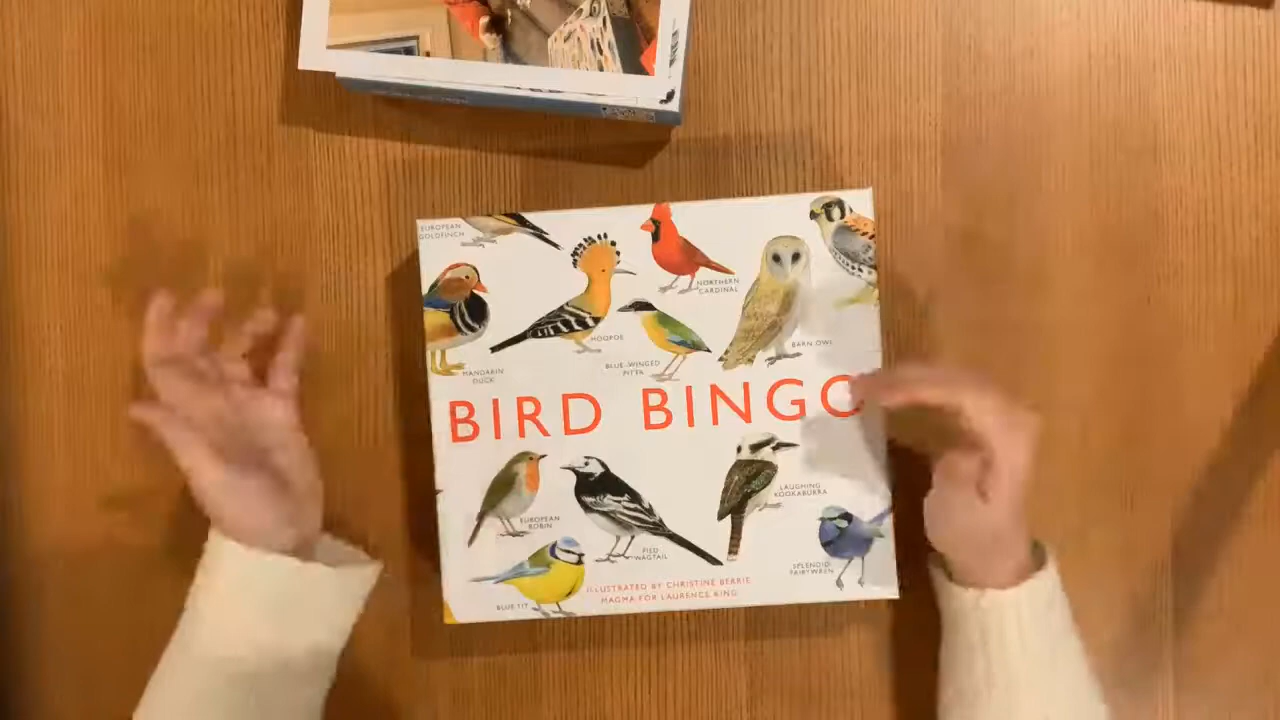 EUROPEAN
GOLDFINCH
NORTHERN
CARDINAL
HOOPOE
BARN OWL
MANDARIN
DUCK
BLUE-WINGED
PITTA
BIRD BINGO
LAUGHING
KOOKABURRA
EUROPEAN
ROBIN
PIED
WAGTAIL
SPLENDID
FAIRYWREN
ILLUSTRATED BY CHRISTINE BERRIE
MAGMA FOR LAURENCE KING
BLUE TIT